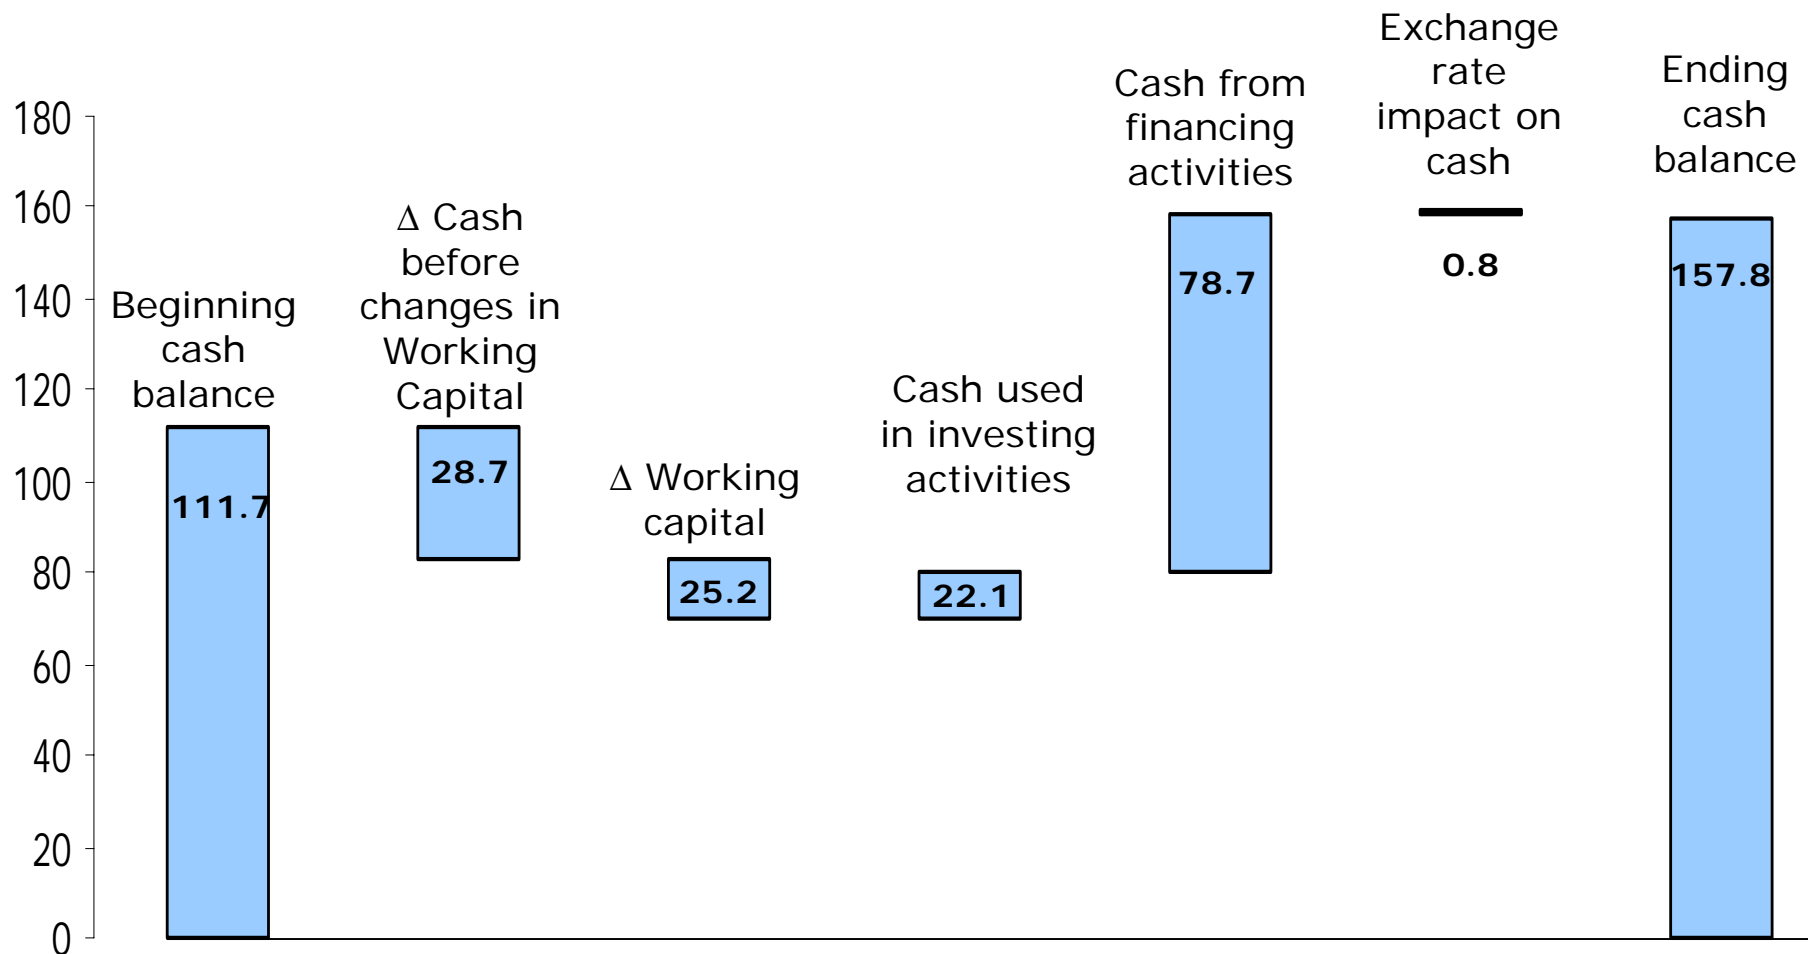 180
160
140
120
100
80
60
40
20
0
Beginning
cash
balance
111.7
Δ Cash
before
changes in
Working
Capital
28.7
Δ Working
capital
25.2
Cash used
in investing
activities
22.1
Cash from
financing
activities
78.7
Exchange
rate
impact on
cash
0.8
Ending
cash
balance
157.8